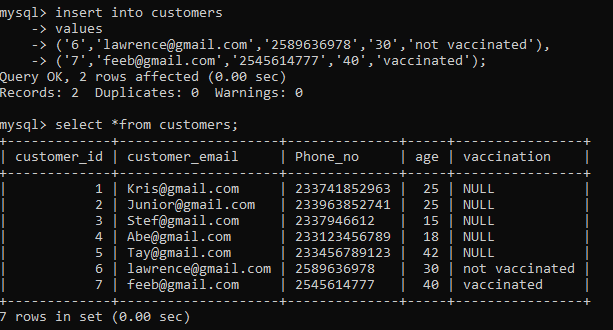 mysql> insert into customers
    -> values
    -> ('6','lawrence@gmail.com','2589636978','30','not vaccinated'),
    -> ('7','feeb@gmail.com','2545614777','40','vaccinated');
Query OK, 2 rows affected (0.00 sec)
Records: 2  Duplicates: 0  Warnings: 0

mysql> select *from customers;
+-------------+--------------------+--------------+------+----------------+
| customer_id | customer_email     | Phone_no     | age  | vaccination    |
+-------------+--------------------+--------------+------+----------------+
|           1 | Kris@gmail.com     | 233741852963 | 25   | NULL           |
|           2 | Junior@gmail.com   | 233963852741 | 25   | NULL           |
|           3 | Stef@gmail.com     | 2337946612   | 15   | NULL           |
|           4 | Abe@gmail.com      | 233123456789 | 18   | NULL           |
|           5 | Tay@gmail.com      | 233456789123 | 42   | NULL           |
|           6 | lawrence@gmail.com | 2589636978   | 30   | not vaccinated |
|           7 | feeb@gmail.com     | 2545614777   | 40   | vaccinated     |
+-------------+--------------------+--------------+------+----------------+
7 rows in set (0.00 sec)